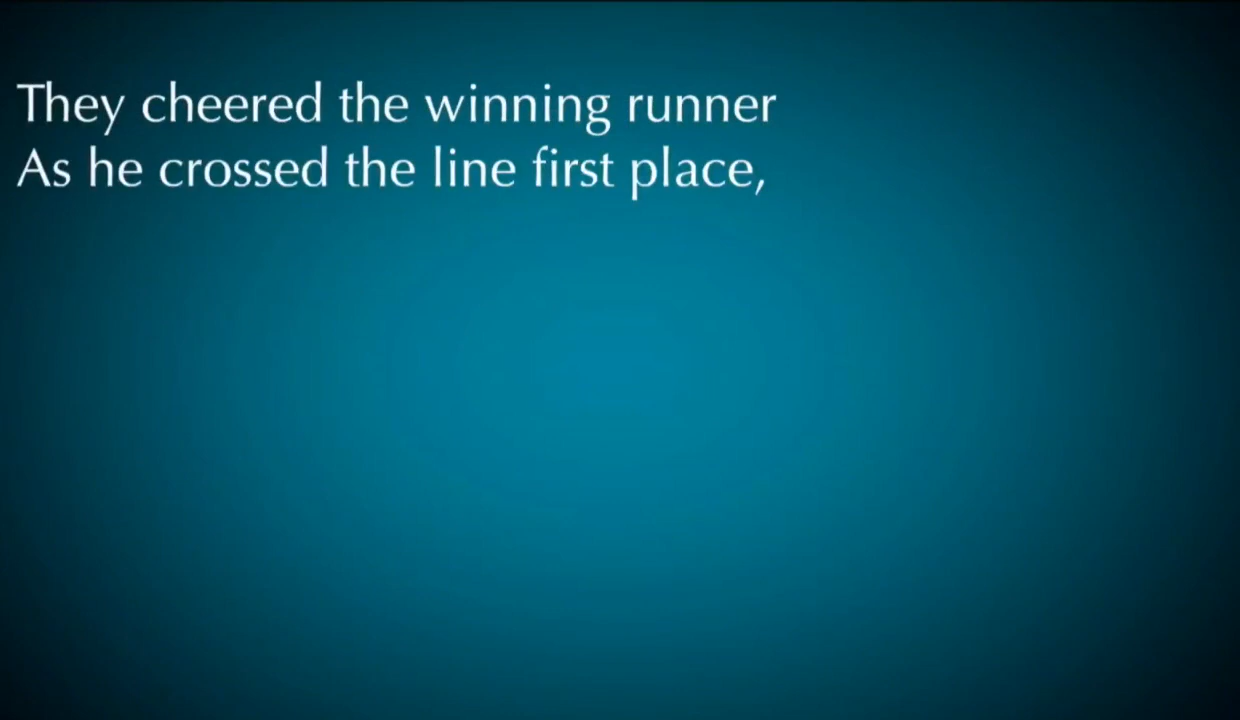 They cheered the winning runner
As he crossed the line first place,